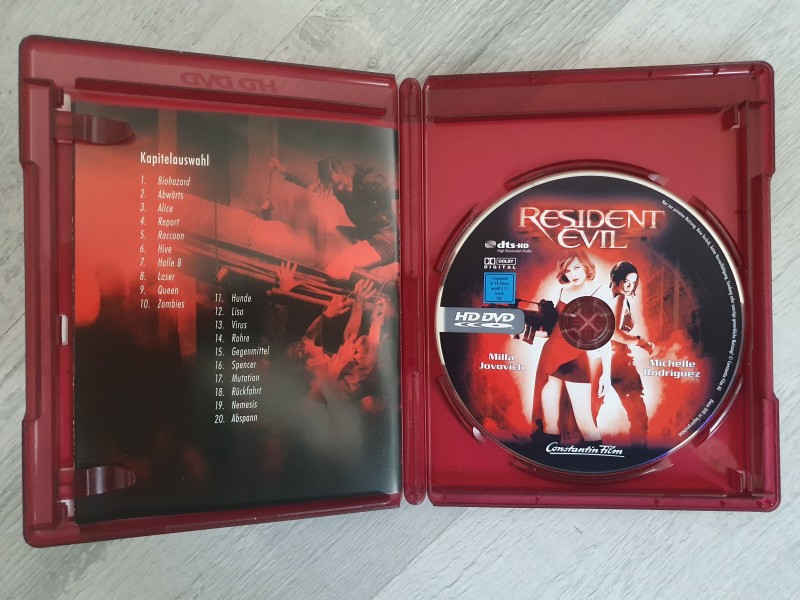 HD DVD
Kapitelauswahl
1. Biohazard
2. Abwärts
3. Alice
4. Report
5. Raccoon
6. Hive
7. Halle B
8. Laser
9. Queen
10. Zombies
11. Hunde
12. Lisa
13. Virus
14. Rohre
15. Gegenmittel
16. Spencer
17. Mutation
18. Rückfahrt
19. Nemesis
20. Abspann
RESIDENT
EVIL
dts-HD
High Resolution Audio
DOLBY
DIGITAL
HD DVD
Milla
Jovovich
Michelle
Rodriguez
Constantin Film